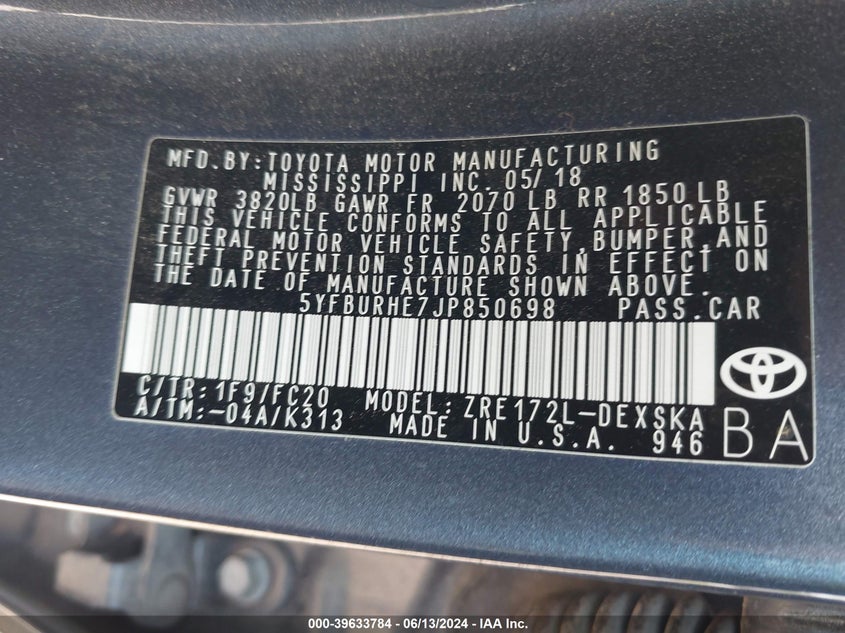 MFD.BY:TOYOTA MOTOR MANUFACTURING
MISSISSIPPI INC. 05/18
GVWR 3820LB GAWR FR 2070 LB RR 1850 LB
THIS VEHICLE CONFORMS TO ALL APPLICABLE
FEDERAL MOTOR VEHICLE SAFETY,BUMPER,AND
THEFT PREVENTION STANDARDS IN EFFECT ON
THE DATE OF MANUFACTURE SHOWN ABOVE.
5YFBURHE7JP850698 PASS.CAR
C/TR:1F9/FC20 MODEL:ZRE172L-DEXSKA
A/TM:-04A/K313 MADE IN U.S.A. 946 BA
000-39633784 - 06/13/2024 - IAA Inc.